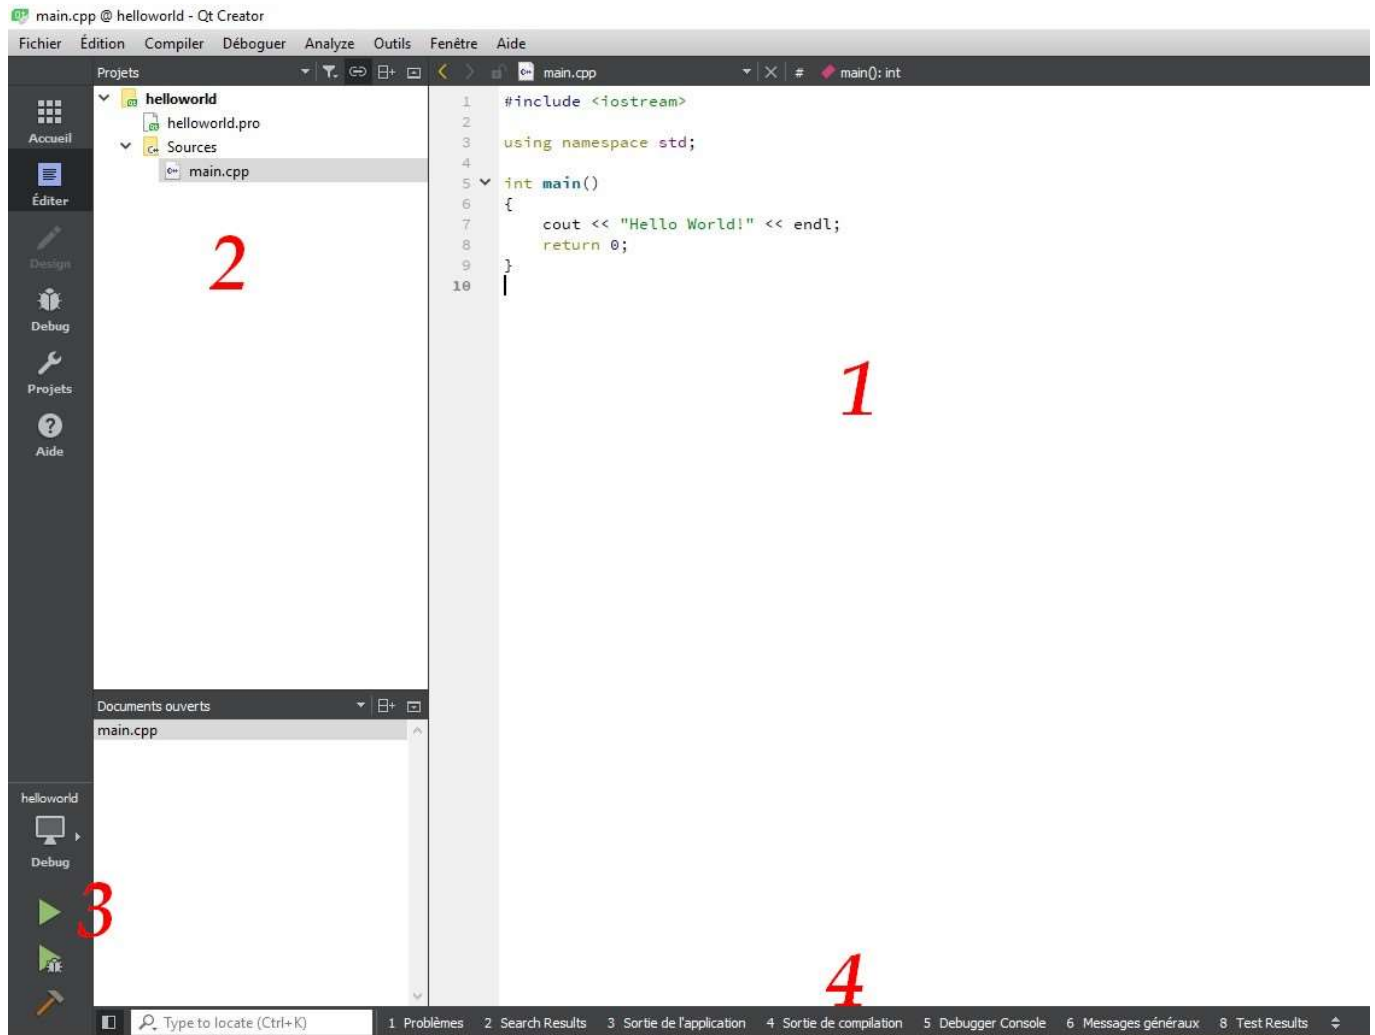 main.cpp @ helloworld - Qt Creator
Fichier Édition Compiler Déboguer Analyze Outils Fenêtre Aide
Projets
main.cpp
# main(): int
Accueil
Éditer
Design
Debug
Projets
Aide
helloworld
helloworld.pro
Sources
main.cpp
2
1 #include <iostream>
2
3 using namespace std;
4
5 int main()
6 {
7 cout << "Hello World!" << endl;
8 return 0;
9 }
10
1
Documents ouverts
main.cpp
helloworld
Debug
3
4
Type to locate (Ctrl+K) 1 Problèmes 2 Search Results 3 Sortie de l'application 4 Sortie de compilation 5 Debugger Console 6 Messages généraux 8 Test Results